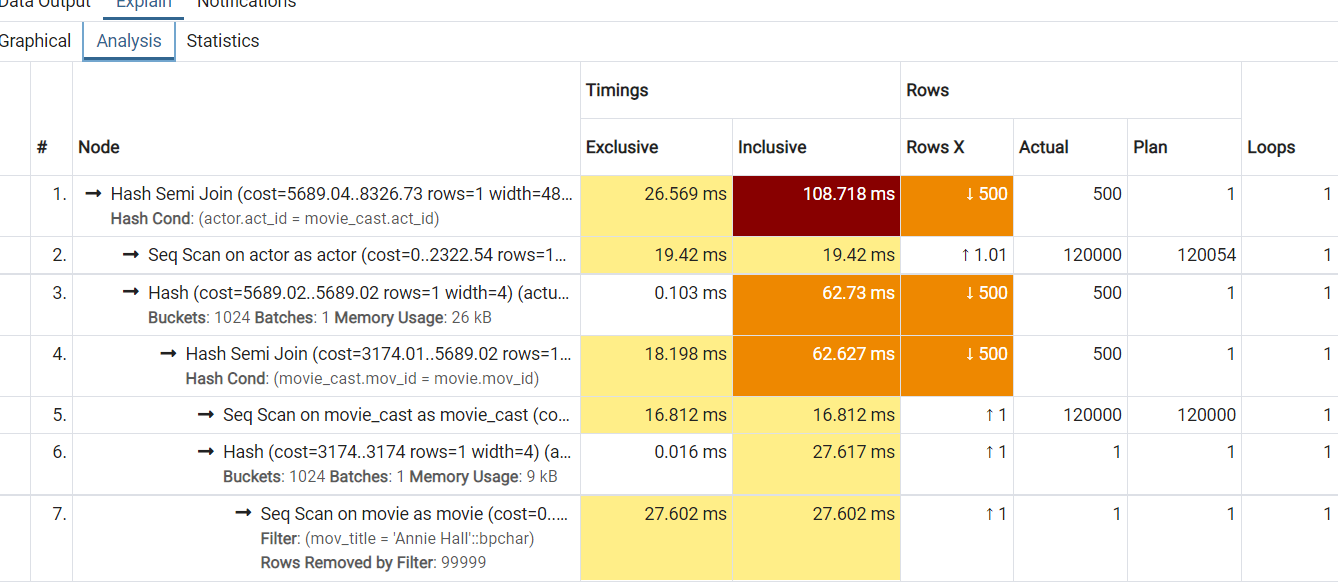 Data Output Explain Notifications
Graphical Analysis Statistics
Timings Rows
# Node Exclusive Inclusive Rows X Actual Plan Loops
1. → Hash Semi Join (cost=5689.04..8326.73 rows=1 width=48... 26.569 ms 108.718 ms ↓ 500 500 1 1
Hash Cond: (actor.act_id = movie_cast.act_id)
2. → Seq Scan on actor as actor (cost=0..2322.54 rows=1... 19.42 ms 19.42 ms ↑ 1.01 120000 120054 1
3. → Hash (cost=5689.02..5689.02 rows=1 width=4) (actu... 0.103 ms 62.73 ms ↓ 500 500 1 1
Buckets: 1024 Batches: 1 Memory Usage: 26 kB
4. → Hash Semi Join (cost=3174.01..5689.02 rows=1... 18.198 ms 62.627 ms ↓ 500 500 1 1
Hash Cond: (movie_cast.mov_id = movie.mov_id)
5. → Seq Scan on movie_cast as movie_cast (co... 16.812 ms 16.812 ms ↑ 1 120000 120000 1
6. → Hash (cost=3174..3174 rows=1 width=4) (a... 0.016 ms 27.617 ms ↑ 1 1 1 1
Buckets: 1024 Batches: 1 Memory Usage: 9 kB
7. → Seq Scan on movie as movie (cost=0..... 27.602 ms 27.602 ms ↑ 1 1 1 1
Filter: (mov_title = 'Annie Hall'::bpchar)
Rows Removed by Filter: 99999